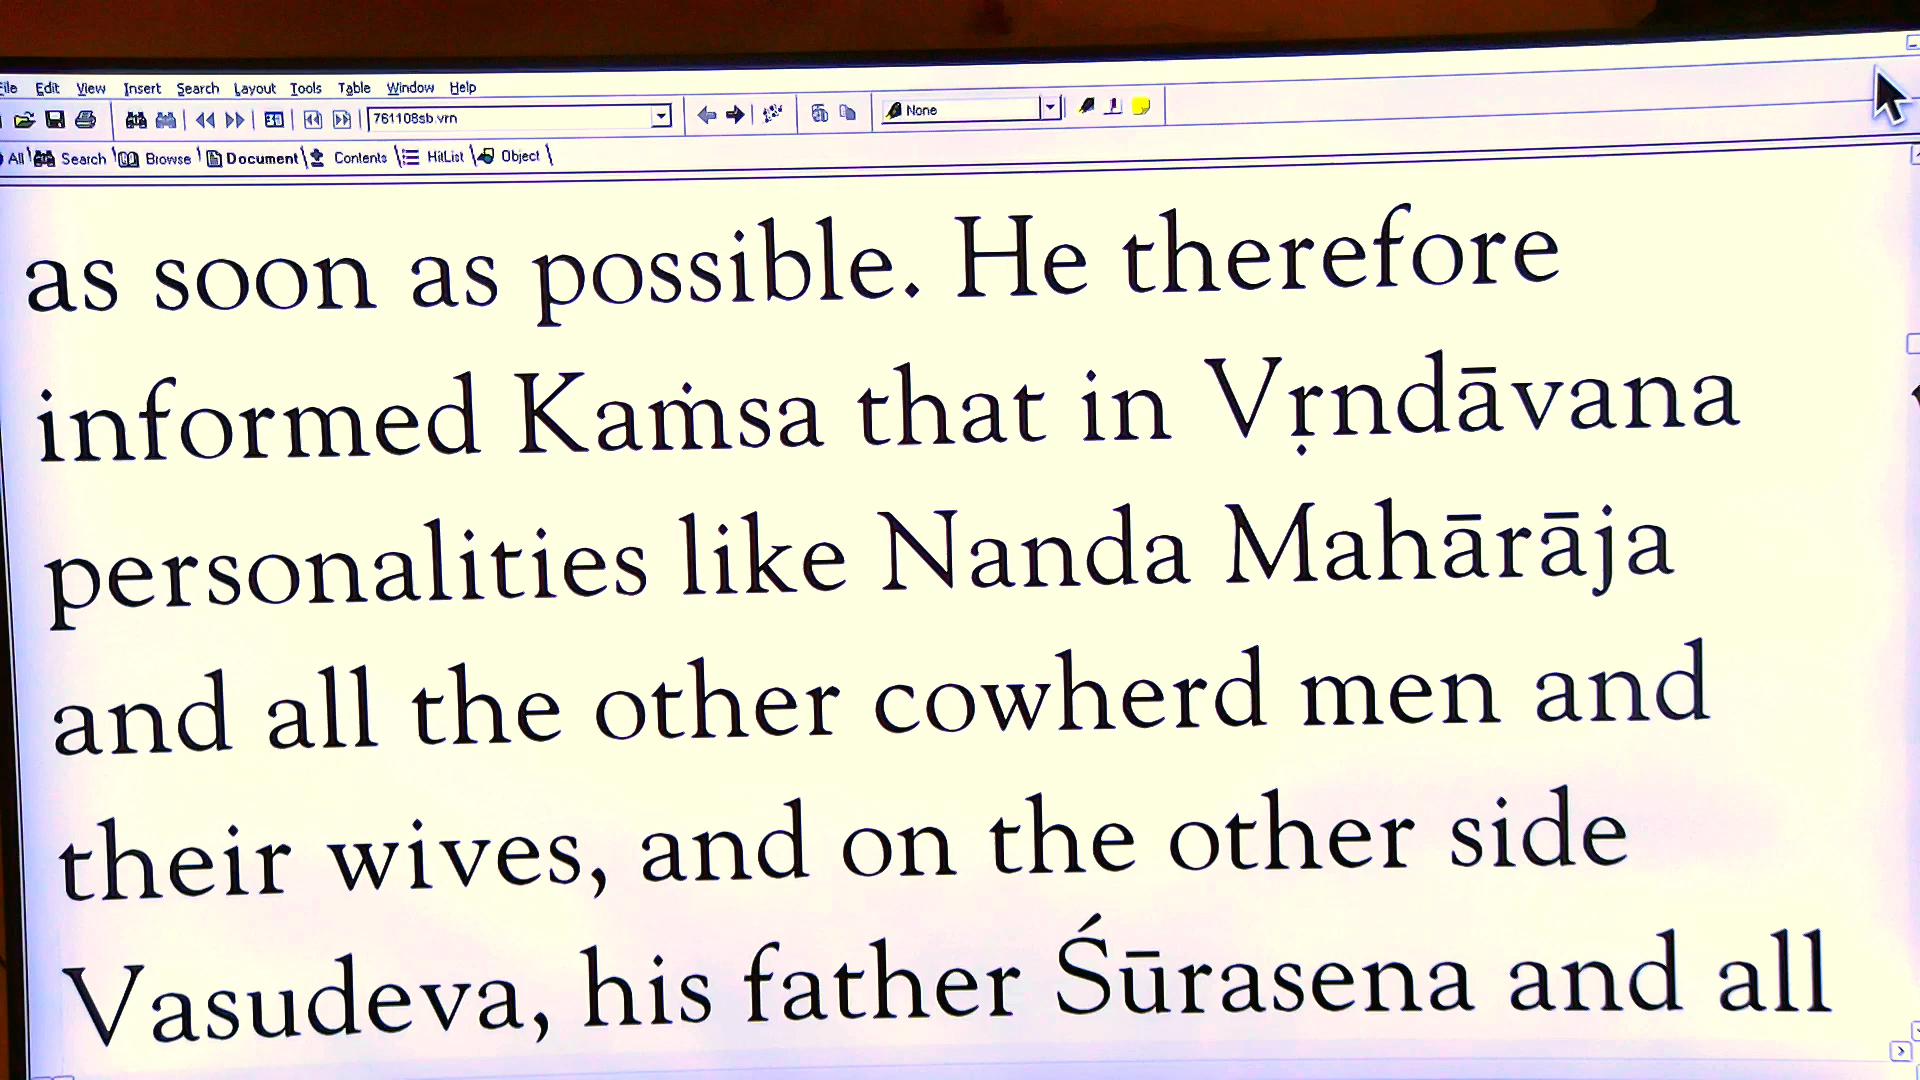 File Edit View Insert Search Layout Tools Table Window Help
761108sb.vrn None
All Search Browse Document Contents HitList Object
as soon as possible. He therefore
informed Kaṁsa that in Vṛndāvana
personalities like Nanda Mahārāja
and all the other cowherd men and
their wives, and on the other side
Vasudeva, his father Śūrasena and all